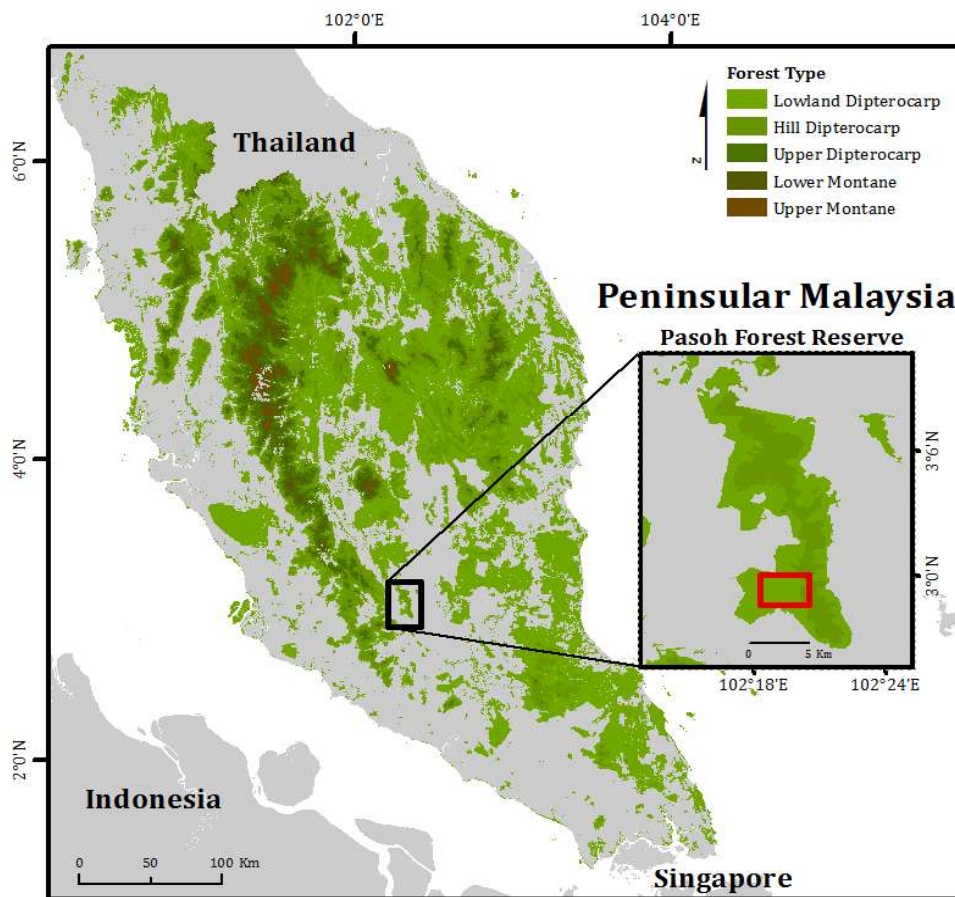 102°0'E 104°0'E
Forest Type
Lowland Dipterocarp
Hill Dipterocarp
Upper Dipterocarp
Lower Montane
Upper Montane
N
Thailand
6°0'N
Peninsular Malaysia
Pasoh Forest Reserve
4°0'N
3°6'N
3°0'N
0 5 Km
102°18'E 102°24'E
2°0'N
Indonesia
0 50 100 Km
Singapore